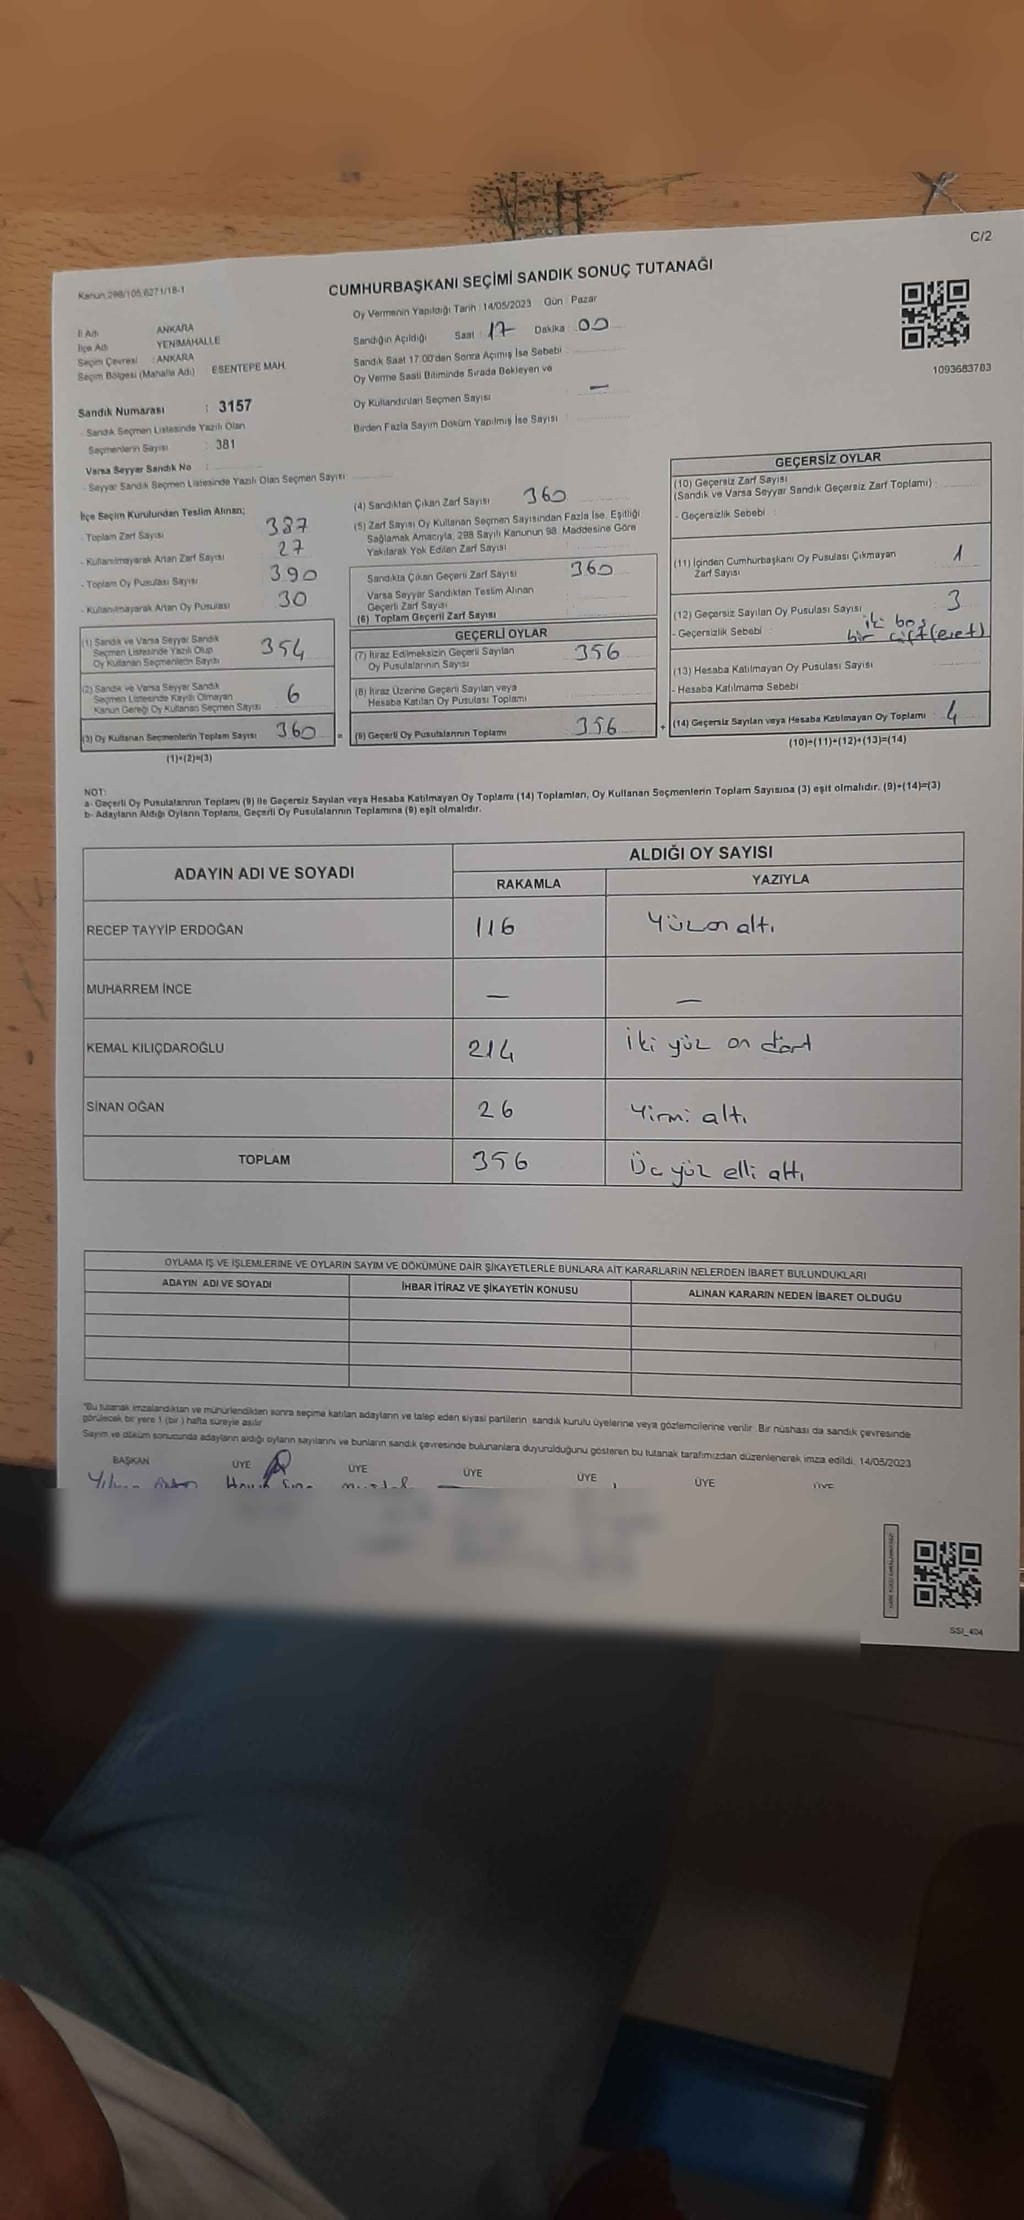 C/2
Kanun:298/105,6271/18-1
CUMHURBAŞKANI SEÇİMİ SANDIK SONUÇ TUTANAĞI
Oy Vermenin Yapıldığı Tarih : 14/05/2023 Gün : Pazar
İl Adı ANKARA
İlçe Adı YENİMAHALLE
Seçim Çevresi : ANKARA
Seçim Bölgesi (Mahalle Adı) ESENTEPE MAH.
Sandığın Açıldığı Saat : 17 Dakika : 00
Sandık Saat 17:00'den Sonra Açılmış İse Sebebi :
Oy Verme Saati Bitiminde Sırada Bekleyen ve
Oy Kullandırılan Seçmen Sayısı —
Birden Fazla Sayım Döküm Yapılmış İse Sayısı :
1093683783
Sandık Numarası : 3157
- Sandık Seçmen Listesinde Yazılı Olan
Seçmenlerin Sayısı : 381
Varsa Seyyar Sandık No :
- Seyyar Sandık Seçmen Listesinde Yazılı Olan Seçmen Sayısı :
İlçe Seçim Kurulundan Teslim Alınan;
- Toplam Zarf Sayısı 387
- Kullanılmayarak Artan Zarf Sayısı 27
- Toplam Oy Pusulası Sayısı 390
- Kullanılmayarak Artan Oy Pusulası 30
(1) Sandık ve Varsa Seyyar Sandık
Seçmen Listesinde Yazılı Olup
Oy Kullanan Seçmenlerin Sayısı 354
(2) Sandık ve Varsa Seyyar Sandık
Seçmen Listesinde Kayıtlı Olmayan
Kanun Gereği Oy Kullanan Seçmen Sayısı 6
(3) Oy Kullanan Seçmenlerin Toplam Sayısı 360
(1)+(2)=(3)
(4) Sandıktan Çıkan Zarf Sayısı 360
(5) Zarf Sayısı Oy Kullanan Seçmen Sayısından Fazla İse, Eşitliği
Sağlamak Amacıyla, 298 Sayılı Kanunun 98. Maddesine Göre
Yakılarak Yok Edilen Zarf Sayısı
Sandıkta Çıkan Geçerli Zarf Sayısı 360
Varsa Seyyar Sandıktan Teslim Alınan
Geçerli Zarf Sayısı
(6) Toplam Geçerli Zarf Sayısı
=
GEÇERLİ OYLAR
(7) İtiraz Edilmeksizin Geçerli Sayılan
Oy Pusulalarının Sayısı 356
(8) İtiraz Üzerine Geçerli Sayılan veya
Hesaba Katılan Oy Pusulası Toplamı
(9) Geçerli Oy Pusulalarının Toplamı 356
+
GEÇERSİZ OYLAR
(10) Geçersiz Zarf Sayısı
(Sandık ve Varsa Seyyar Sandık Geçersiz Zarf Toplamı) :
- Geçersizlik Sebebi :
(11) İçinden Cumhurbaşkanı Oy Pusulası Çıkmayan
Zarf Sayısı 1
(12) Geçersiz Sayılan Oy Pusulası Sayısı 3
- Geçersizlik Sebebi : iki boş
bir çift (evet)
(13) Hesaba Katılmayan Oy Pusulası Sayısı
- Hesaba Katılmama Sebebi
(14) Geçersiz Sayılan veya Hesaba Katılmayan Oy Toplamı : 4
(10)+(11)+(12)+(13)=(14)
NOT:
a- Geçerli Oy Pusulalarının Toplamı (9) ile Geçersiz Sayılan veya Hesaba Katılmayan Oy Toplamı (14) Toplamları, Oy Kullanan Seçmenlerin Toplam Sayısına (3) eşit olmalıdır. (9)+(14)=(3)
b- Adayların Aldığı Oyların Toplamı, Geçerli Oy Pusulalarının Toplamına (9) eşit olmalıdır.
ADAYIN ADI VE SOYADI
ALDIĞI OY SAYISI
RAKAMLA YAZIYLA
RECEP TAYYİP ERDOĞAN 116 Yüz on altı
MUHARREM İNCE — —
KEMAL KILIÇDAROĞLU 214 İki yüz on dört
SİNAN OĞAN 26 Yirmi altı
TOPLAM 356 Üç yüz elli altı
OYLAMA İŞ VE İŞLEMLERİNE VE OYLARIN SAYIM VE DÖKÜMÜNE DAİR ŞİKAYETLERLE BUNLARA AİT KARARLARIN NELERDEN İBARET BULUNDUKLARI
ADAYIN ADI VE SOYADI İHBAR İTİRAZ VE ŞİKAYETİN KONUSU ALINAN KARARIN NEDEN İBARET OLDUĞU
*Bu tutanak imzalandıktan ve mühürlendikten sonra seçime katılan adayların ve talep eden siyasi partilerin sandık kurulu üyelerine veya gözlemcilerine verilir. Bir nüshası da sandık çevresinde
görülecek bir yere 1 (bir) hafta süreyle asılır.
Sayım ve döküm sonucunda adayların aldığı oyların sayılarını ve bunların sandık çevresinde bulunanlara duyurulduğunu gösteren bu tutanak tarafımızdan düzenlenerek imza edildi. 14/05/2023
BAŞKAN ÜYE ÜYE ÜYE ÜYE ÜYE ÜYE
SSI_404